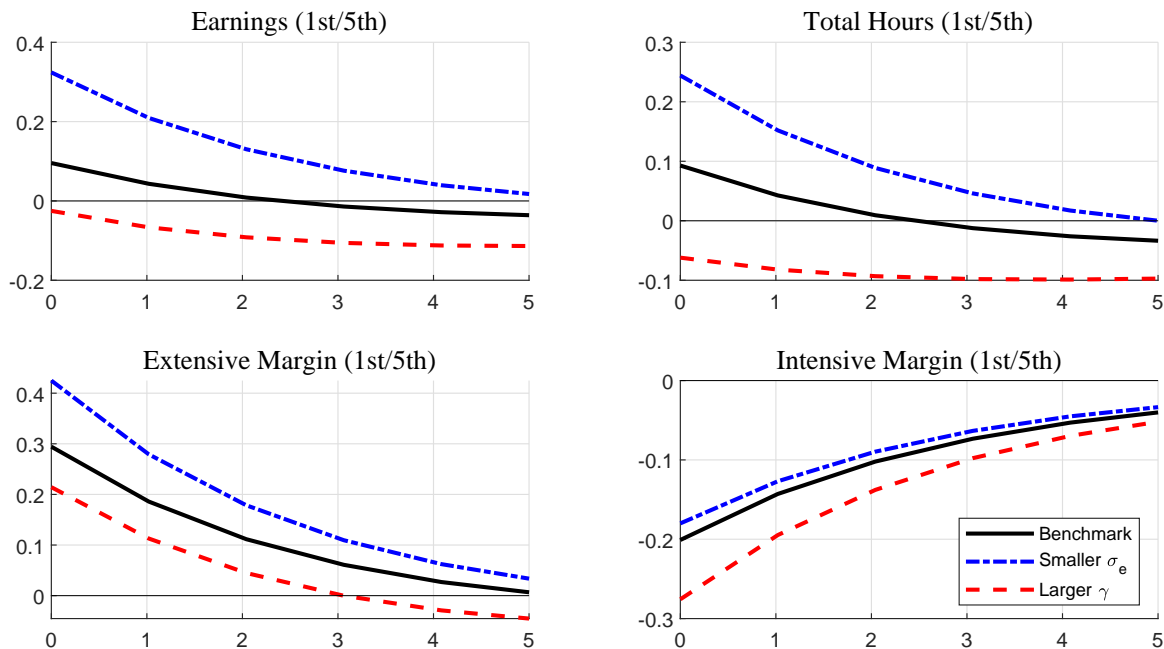 Earnings (1st/5th)
0.4
0.2
0
-0.2
0 1 2 3 4 5
Total Hours (1st/5th)
0.3
0.2
0.1
0
-0.1
0 1 2 3 4 5
Extensive Margin (1st/5th)
0.4
0.3
0.2
0.1
0
0 1 2 3 4 5
Intensive Margin (1st/5th)
0
-0.1
-0.2
-0.3
0 1 2 3 4 5
Benchmark
Smaller σe
Larger γ